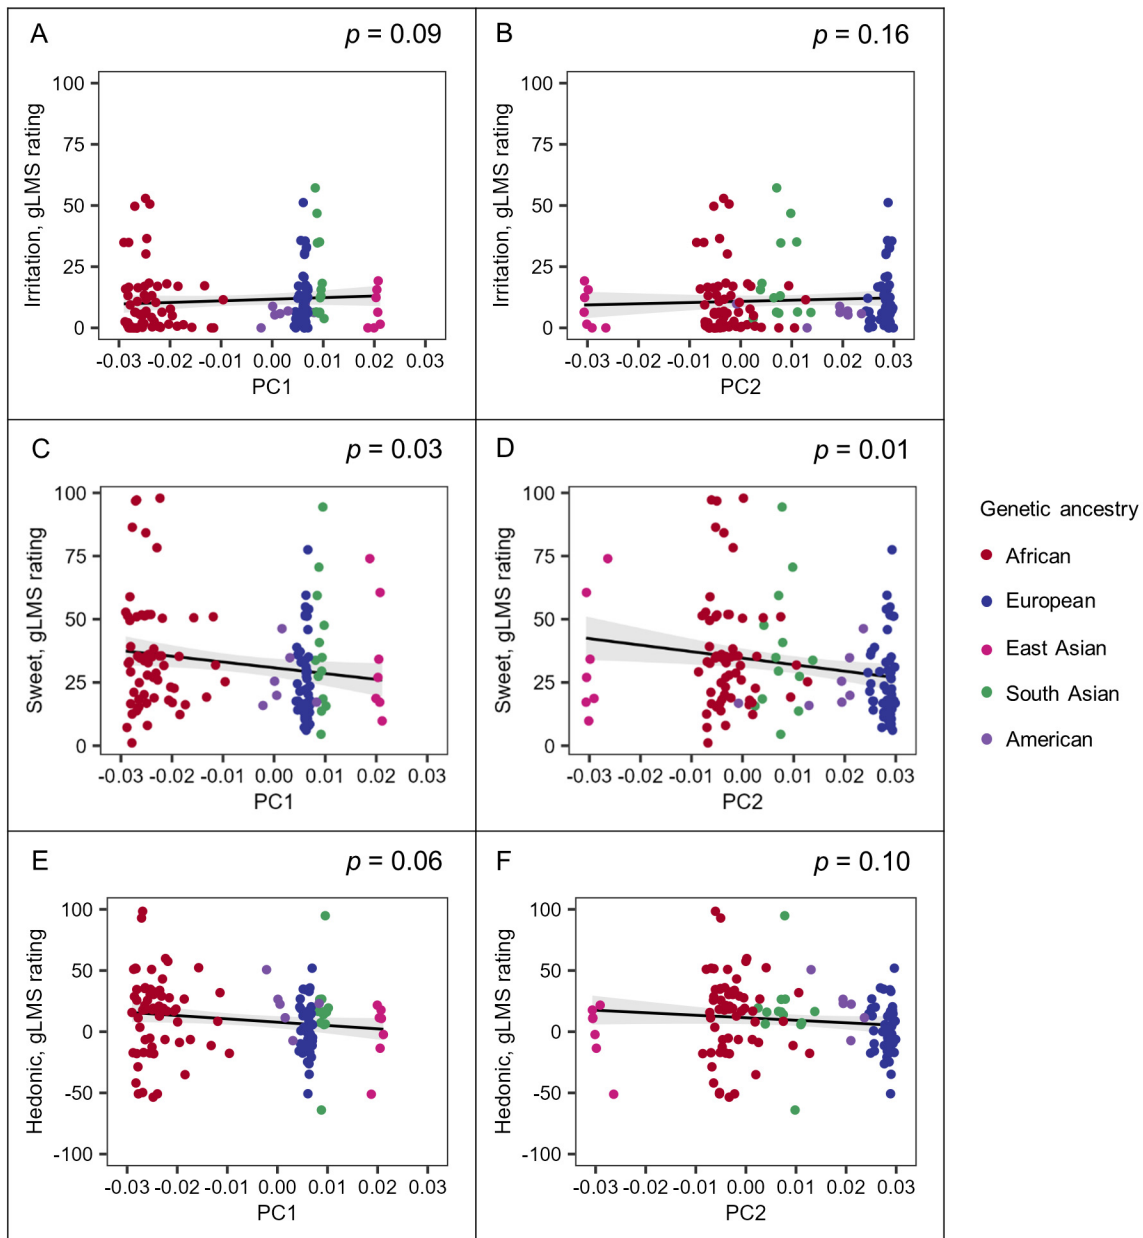 A
p = 0.09
Irritation, gLMS rating
100
75
50
25
0
-0.03 -0.02 -0.01 0.00 0.01 0.02 0.03
PC1
B
p = 0.16
Irritation, gLMS rating
100
75
50
25
0
-0.03 -0.02 -0.01 0.00 0.01 0.02 0.03
PC2
C
p = 0.03
Sweet, gLMS rating
100
75
50
25
0
-0.03 -0.02 -0.01 0.00 0.01 0.02 0.03
PC1
D
p = 0.01
Sweet, gLMS rating
100
75
50
25
0
-0.03 -0.02 -0.01 0.00 0.01 0.02 0.03
PC2
E
p = 0.06
Hedonic, gLMS rating
100
50
0
-50
-100
-0.03 -0.02 -0.01 0.00 0.01 0.02 0.03
PC1
F
p = 0.10
Hedonic, gLMS rating
100
50
0
-50
-100
-0.03 -0.02 -0.01 0.00 0.01 0.02 0.03
PC2
Genetic ancestry
African
European
East Asian
South Asian
American